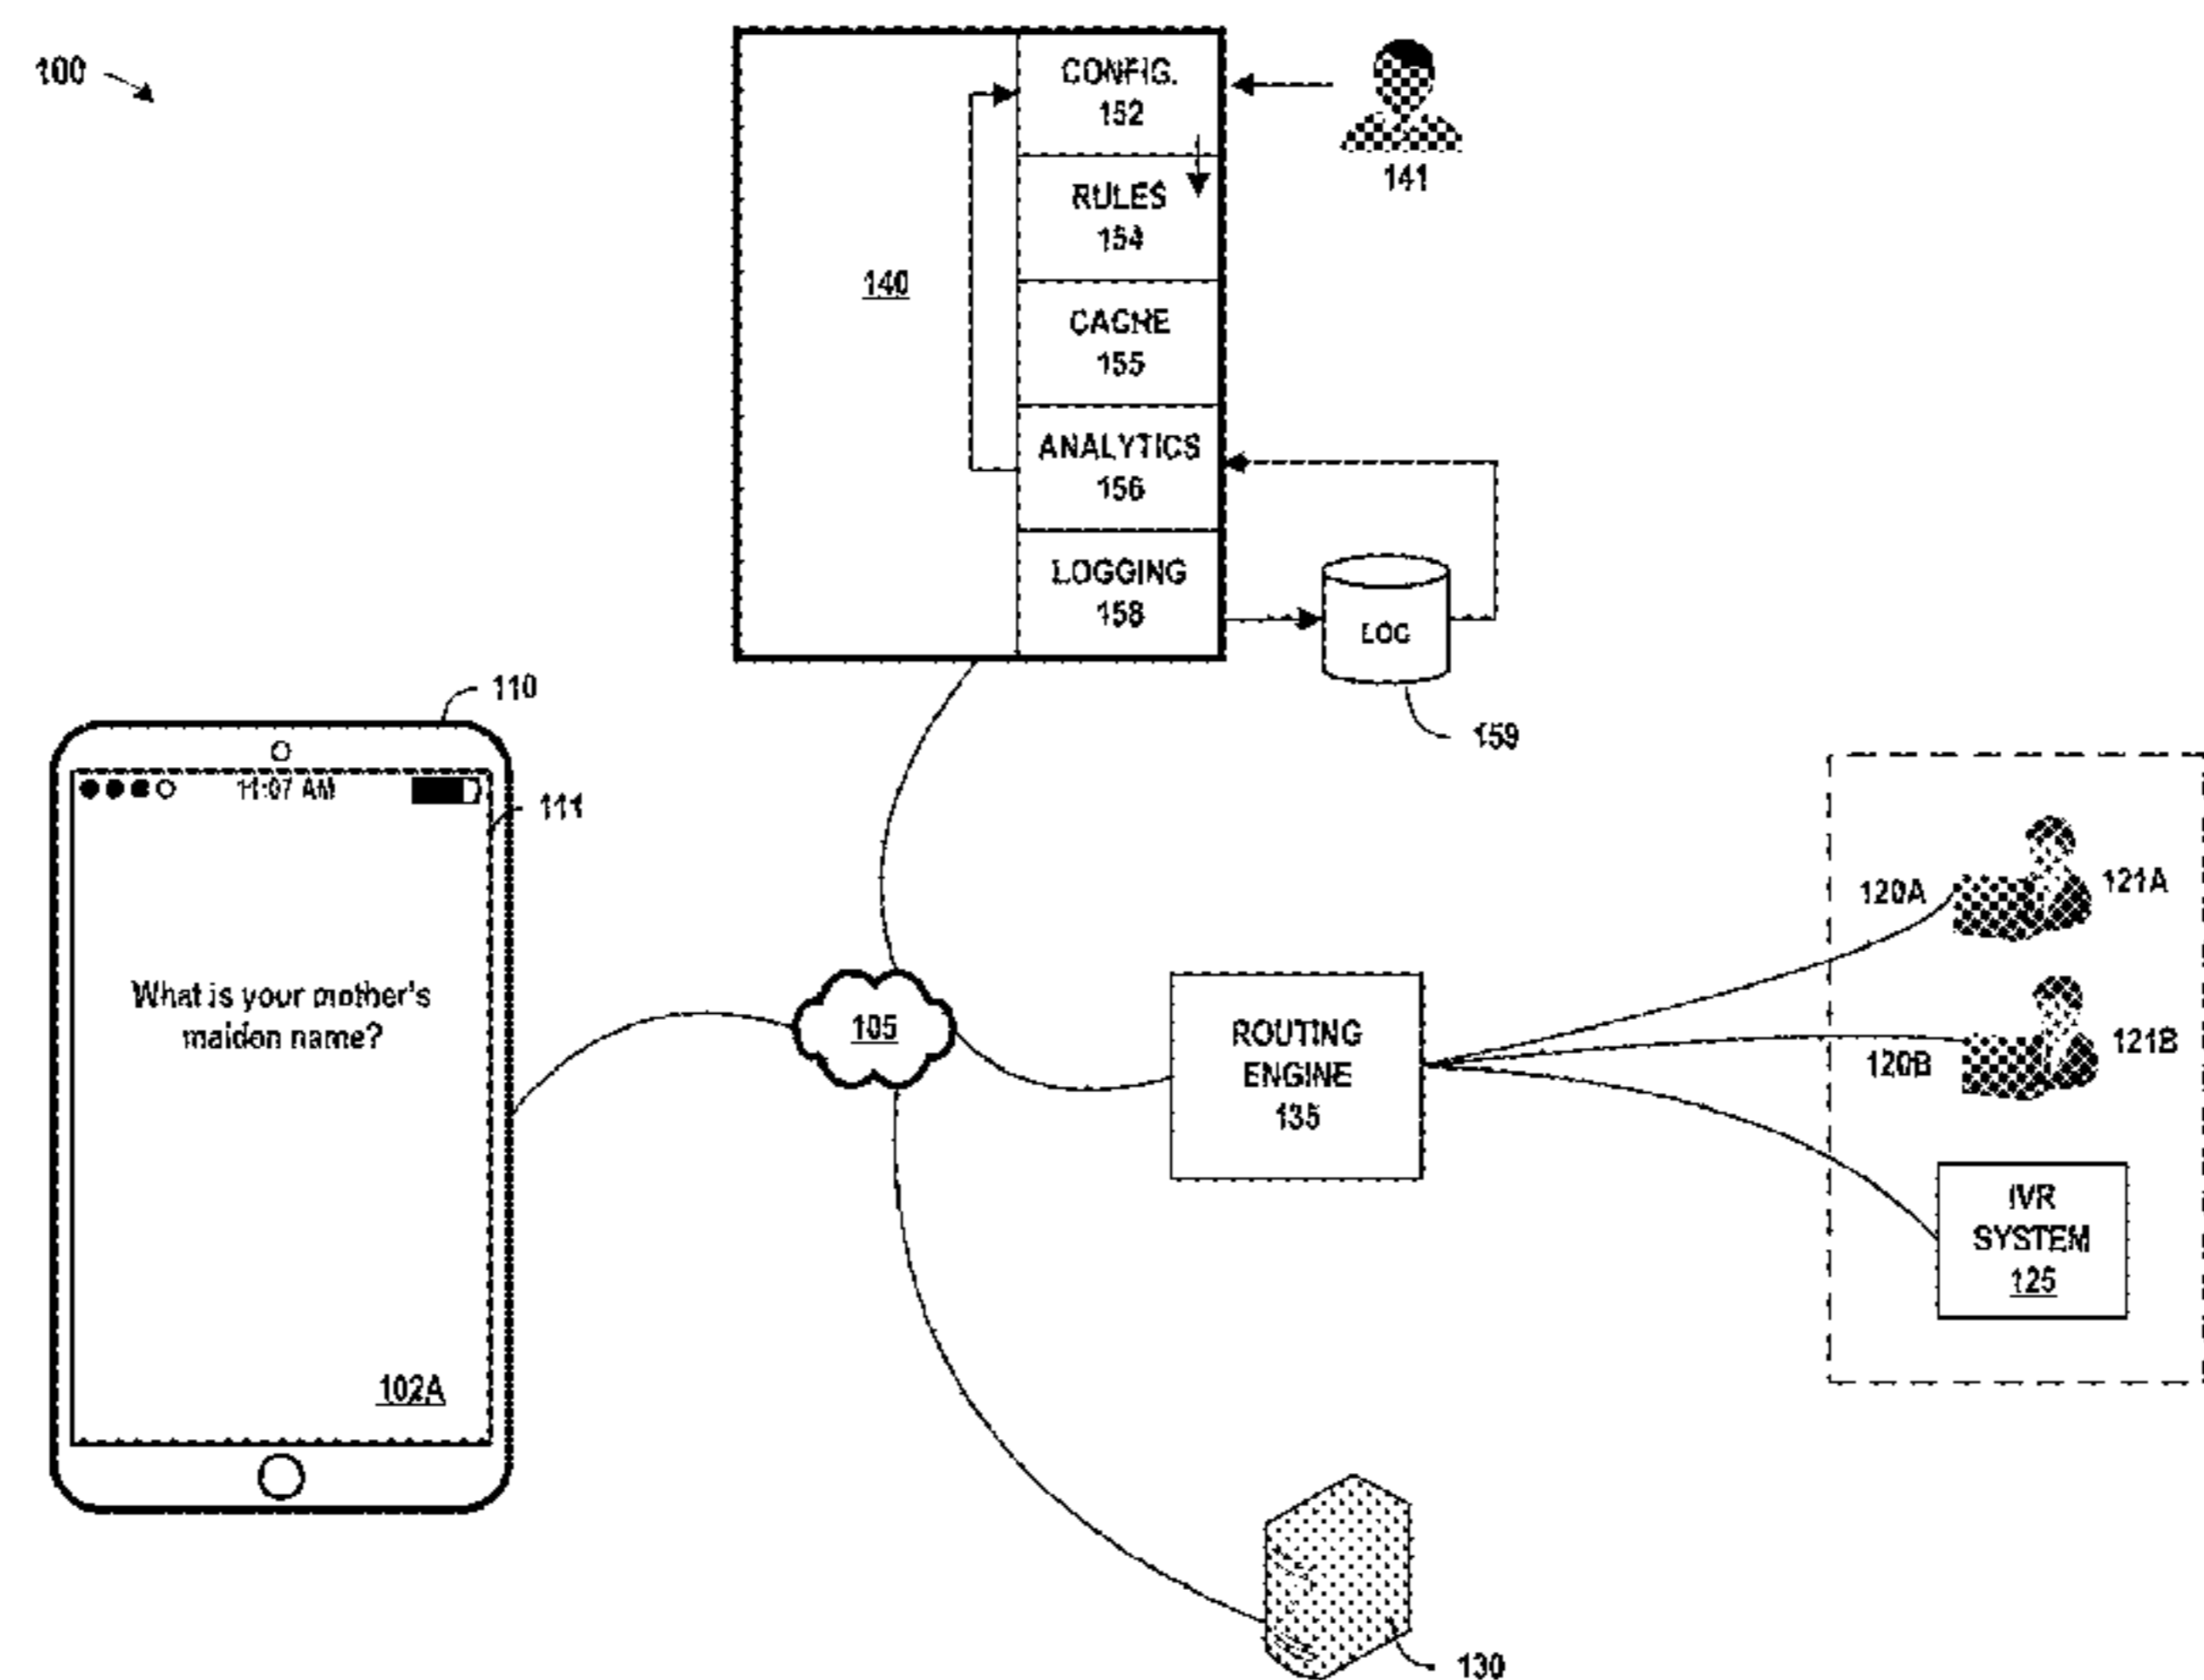 100
CONFIG.
152
141
RULES
154
140
CACHE
155
ANALYTICS
156
LOGGING
158
LOG
159
110
11:07 AM
111
What is your mother's
maiden name?
102A
105
ROUTING
ENGINE
135
120A
121A
120B
121B
IVR
SYSTEM
125
130